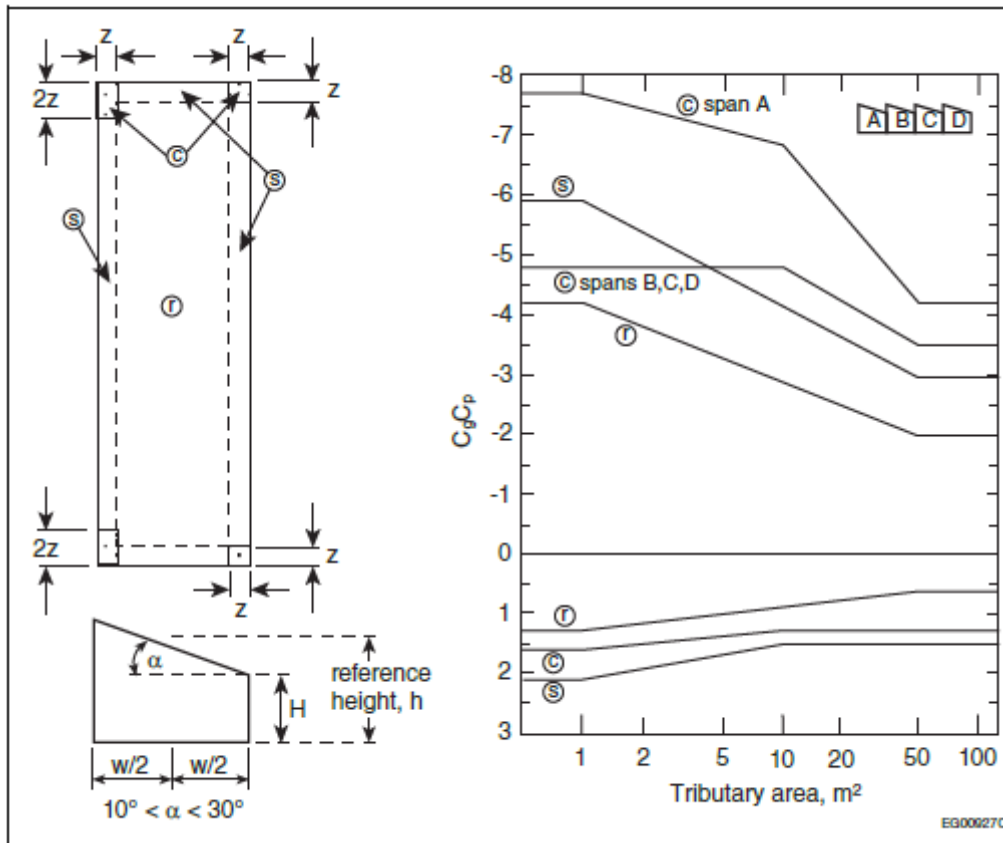 z
z
2z
z
c
s
s
r
2z
z
z
α
H
reference
height, h
w/2
w/2
10° < α < 30°
CgCp
-8
-7
-6
-5
-4
-3
-2
-1
0
1
2
3
c span A
A B C D
s
c spans B,C,D
r
r
c
s
1 2 5 10 20 50 100
Tributary area, m²
EG00927C